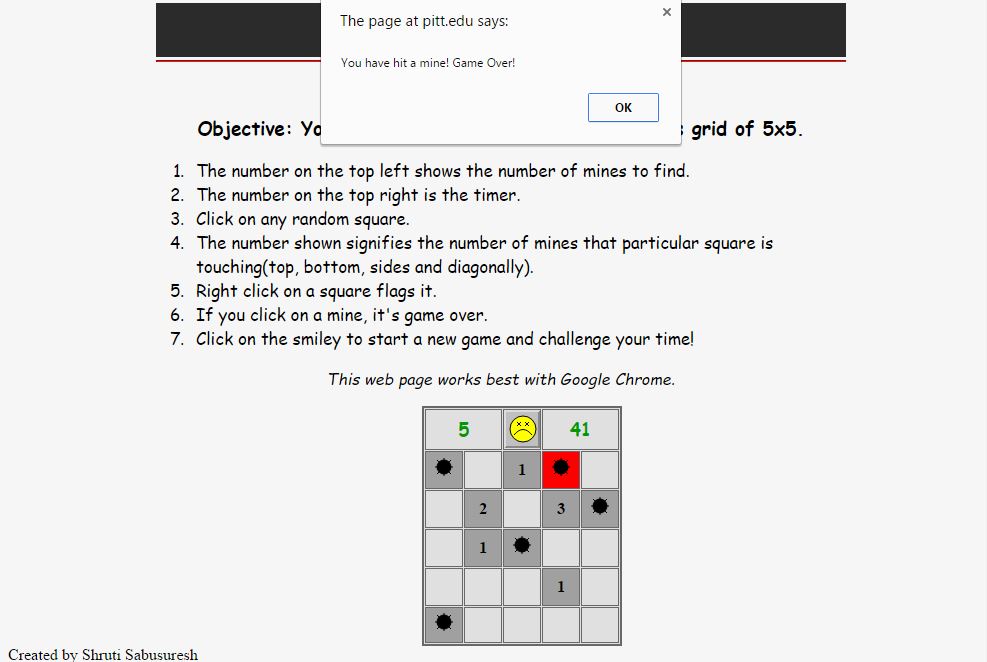 The page at pitt.edu says:
You have hit a mine! Game Over!
OK
Objective: Yo
grid of 5x5.
1. The number on the top left shows the number of mines to find.
2. The number on the top right is the timer.
3. Click on any random square.
4. The number shown signifies the number of mines that particular square is
touching(top, bottom, sides and diagonally).
5. Right click on a square flags it.
6. If you click on a mine, it's game over.
7. Click on the smiley to start a new game and challenge your time!
This web page works best with Google Chrome.
5 41
1
2 3
1
1
Created by Shruti Sabusuresh